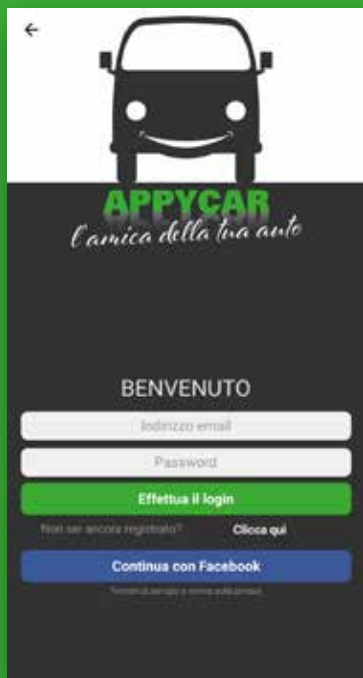 APPYCAR
l'amica della tua auto
BENVENUTO
Indirizzo email
Password
Effettua il login
Non sei ancora registrato? Clicca qui
Continua con Facebook